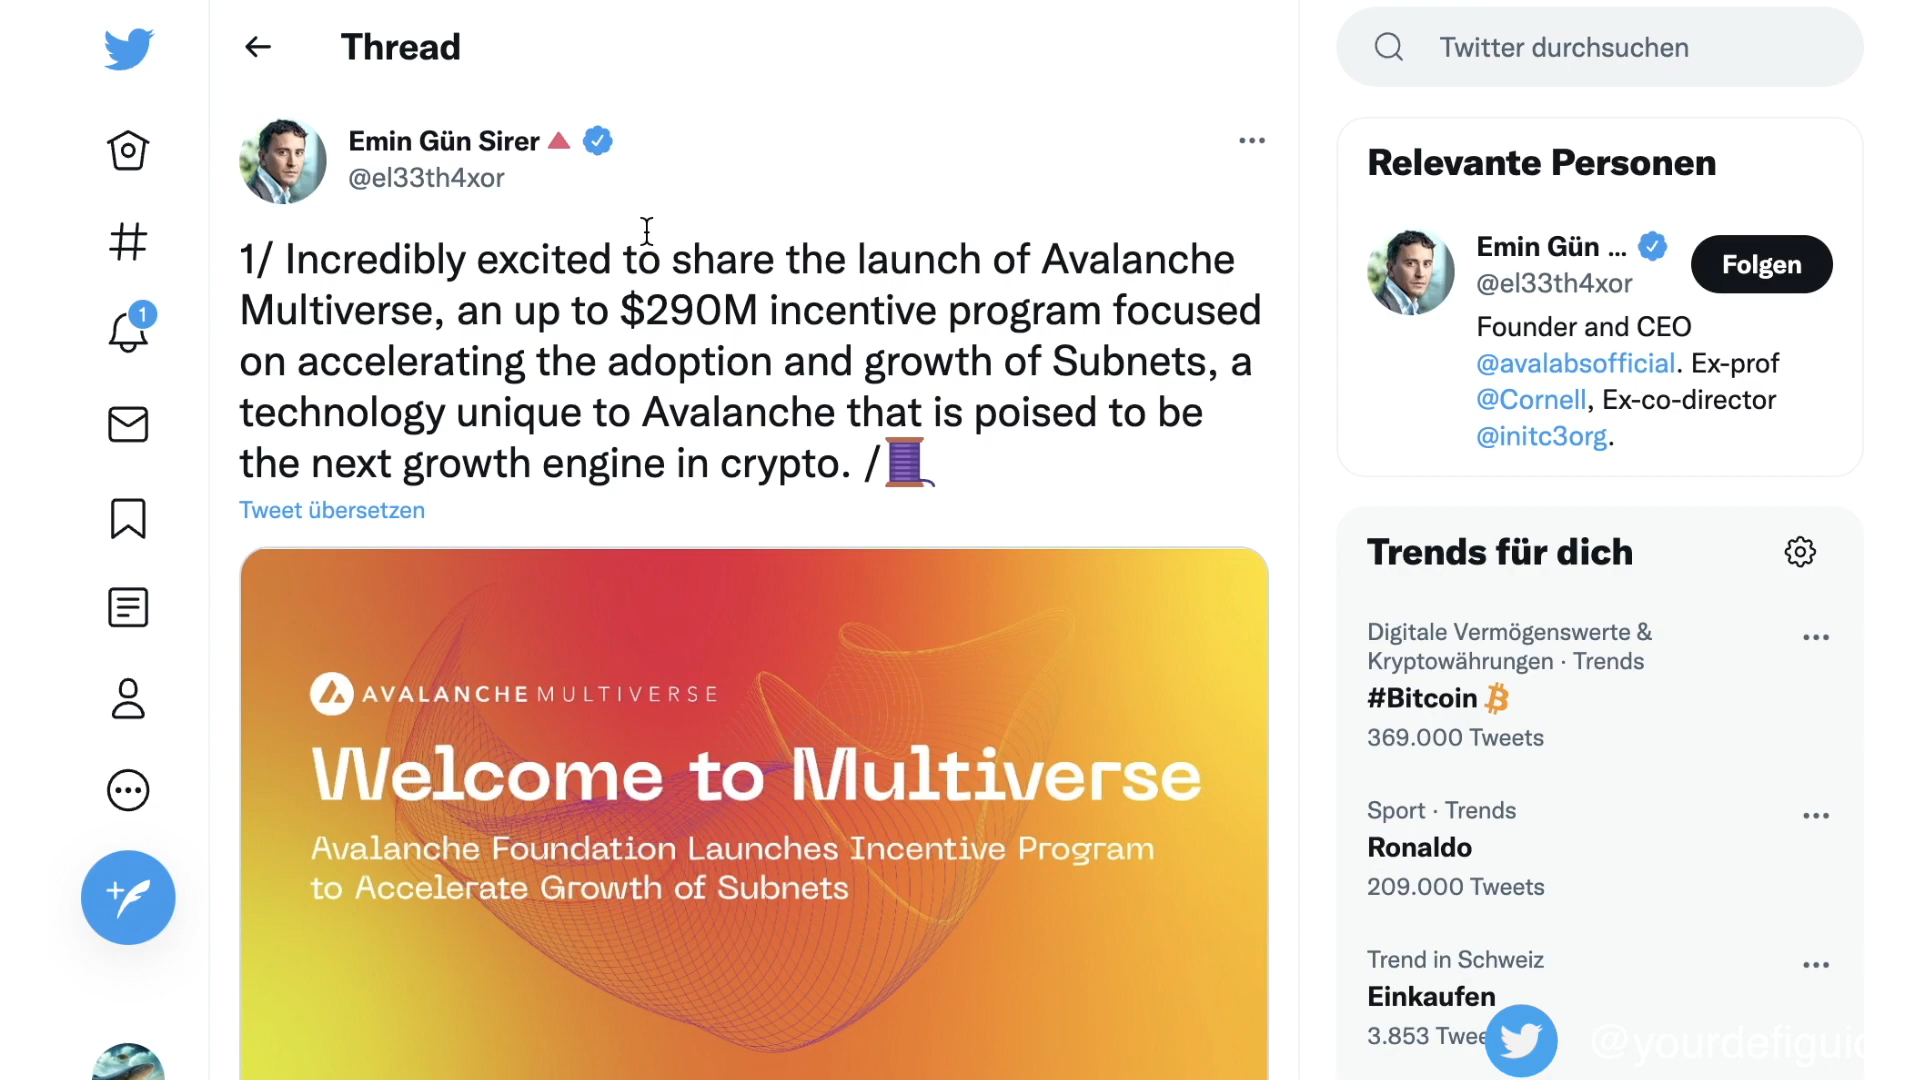 Thread
Twitter durchsuchen
Emin Gün Sirer
@el33th4xor
1/ Incredibly excited to share the launch of Avalanche
Multiverse, an up to $290M incentive program focused
on accelerating the adoption and growth of Subnets, a
technology unique to Avalanche that is poised to be
the next growth engine in crypto. /
Tweet übersetzen
AVALANCHE MULTIVERSE
Welcome to Multiverse
Avalanche Foundation Launches Incentive Program
to Accelerate Growth of Subnets
1
Relevante Personen
Emin Gün ...
@el33th4xor
Folgen
Founder and CEO
@avalabsofficial. Ex-prof
@Cornell, Ex-co-director
@initc3org.
Trends für dich
Digitale Vermögenswerte &
Kryptowährungen · Trends
#Bitcoin
369.000 Tweets
Sport · Trends
Ronaldo
209.000 Tweets
Trend in Schweiz
Einkaufen
3.853